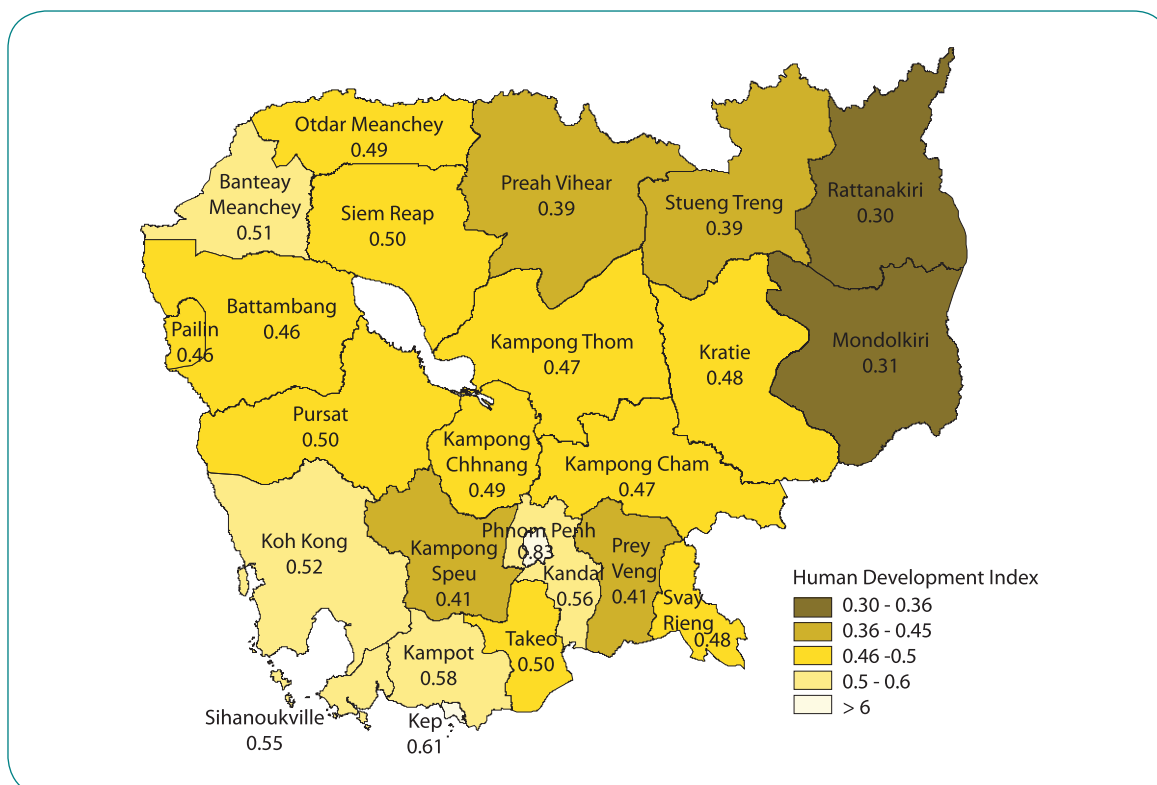 Otdar Meanchey
0.49
Banteay
Meanchey
0.51
Siem Reap
0.50
Preah Vihear
0.39
Stueng Treng
0.39
Rattanakiri
0.30
Battambang
0.46
Pailin
0.46
Kampong Thom
0.47
Kratie
0.48
Mondolkiri
0.31
Pursat
0.50
Kampong
Chhnang
0.49
Kampong Cham
0.47
Koh Kong
0.52
Kampong
Speu
0.41
Phnom Penh
0.83
Kandal
0.56
Prey
Veng
0.41
Svay
Rieng
0.48
Takeo
0.50
Kampot
0.58
Sihanoukville
0.55
Kep
0.61
Human Development Index
0.30 - 0.36
0.36 - 0.45
0.46 -0.5
0.5 - 0.6
> 6